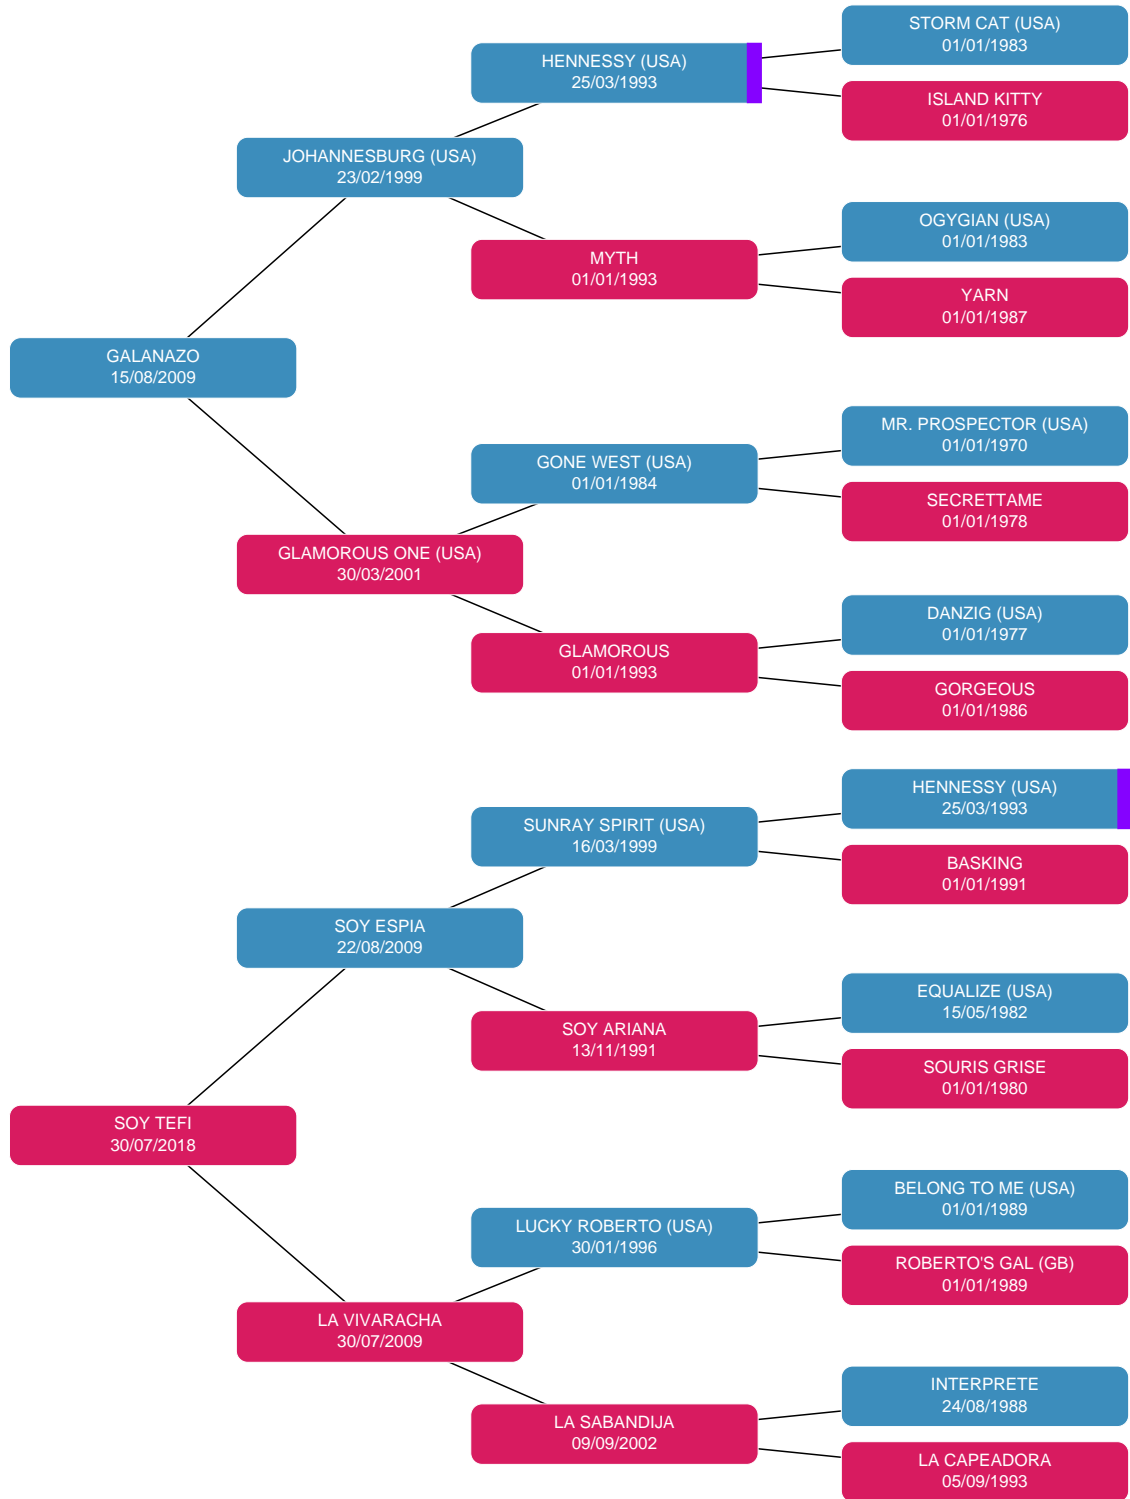 STORM CAT (USA)
01/01/1983
HENNESSY (USA)
25/03/1993
ISLAND KITTY
01/01/1976
JOHANNESBURG (USA)
23/02/1999
OGYGIAN (USA)
01/01/1983
MYTH
01/01/1993
YARN
01/01/1987
GALANAZO
15/08/2009
MR. PROSPECTOR (USA)
01/01/1970
GONE WEST (USA)
01/01/1984
SECRETTAME
01/01/1978
GLAMOROUS ONE (USA)
30/03/2001
DANZIG (USA)
01/01/1977
GLAMOROUS
01/01/1993
GORGEOUS
01/01/1986
HENNESSY (USA)
25/03/1993
SUNRAY SPIRIT (USA)
16/03/1999
BASKING
01/01/1991
SOY ESPIA
22/08/2009
EQUALIZE (USA)
15/05/1982
SOY ARIANA
13/11/1991
SOURIS GRISE
01/01/1980
SOY TEFI
30/07/2018
BELONG TO ME (USA)
01/01/1989
LUCKY ROBERTO (USA)
30/01/1996
ROBERTO'S GAL (GB)
01/01/1989
LA VIVARACHA
30/07/2009
INTERPRETE
24/08/1988
LA SABANDIJA
09/09/2002
LA CAPEADORA
05/09/1993